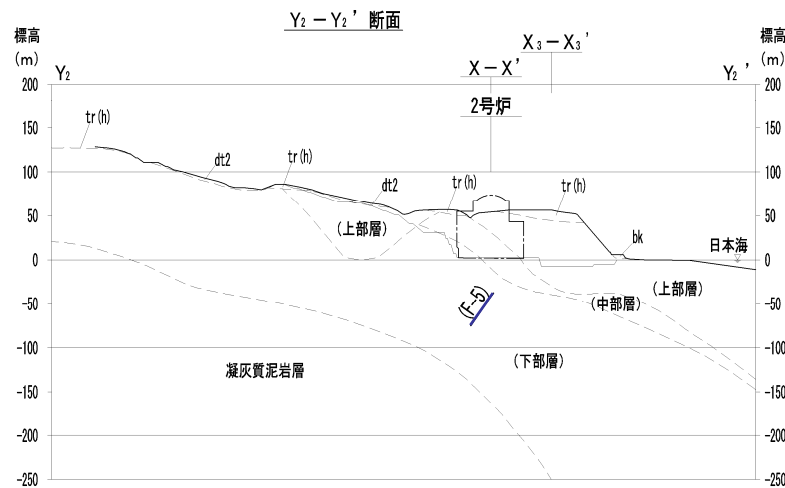 Y₂－Y₂’断面
標高
(m)
標高
(m)
X₃－X₃’
X－X’
2号炉
Y₂
Y₂’
200
150
100
50
0
-50
-100
-150
-200
-250
200
150
100
50
0
-50
-100
-150
-200
-250
tr(h)
dt2
tr(h)
dt2
tr(h)
tr(h)
bk
日本海
(上部層)
(上部層)
(中部層)
(下部層)
(F-5)
凝灰質泥岩層